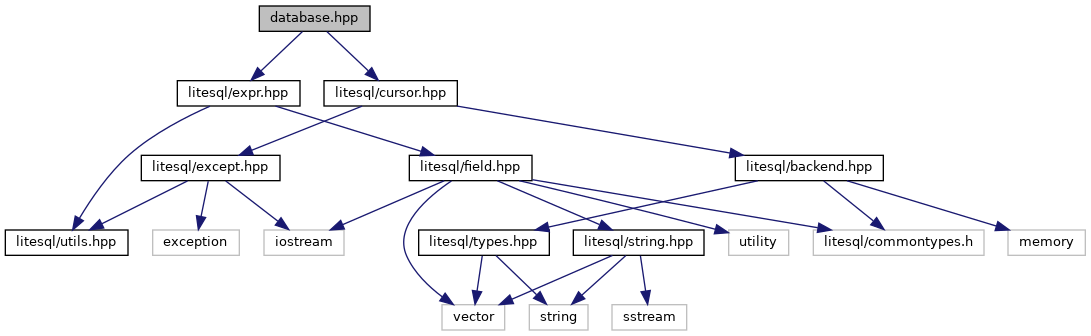 database.hpp
litesql/expr.hpp
litesql/cursor.hpp
litesql/except.hpp
litesql/field.hpp
litesql/backend.hpp
litesql/utils.hpp
exception
iostream
litesql/types.hpp
litesql/string.hpp
utility
litesql/commontypes.h
memory
vector
string
sstream